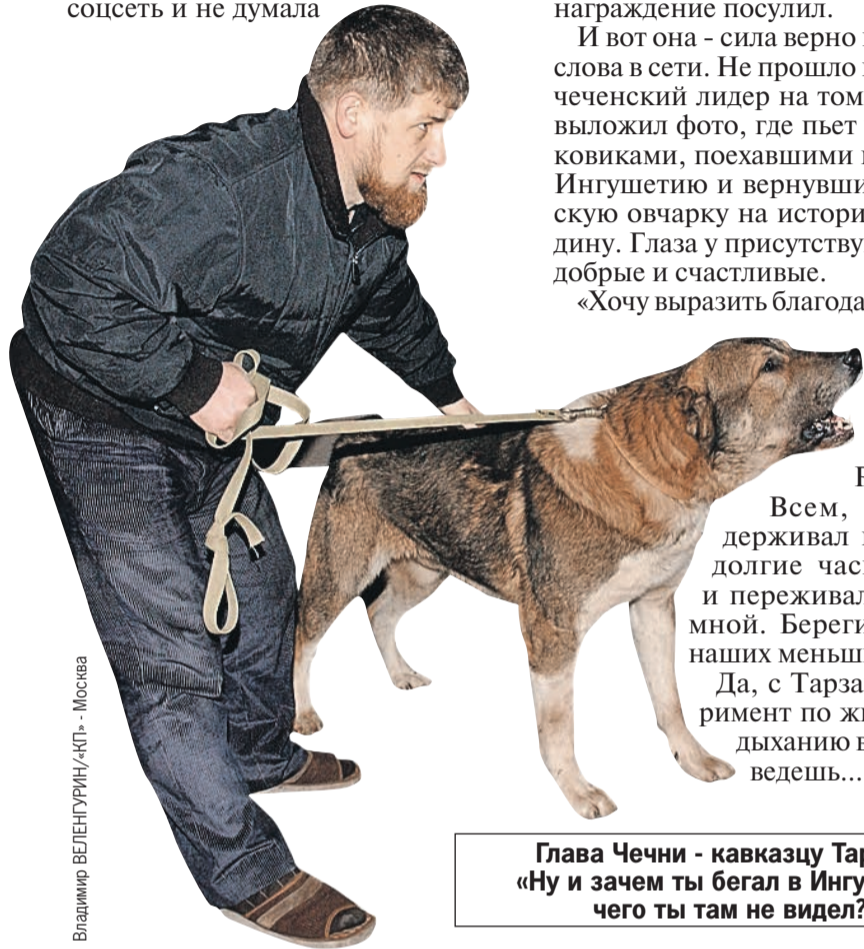 соцсеть и не думала
награждение посулил.
И вот она - сила верно
слова в сети. Не прошло
чеченский лидер на том
выложил фото, где пьет
ковиками, поехавшими
Ингушетию и вернувши
скую овчарку на истори
дину. Глаза у присутству
добрые и счастливые.
«Хочу выразить благода
Всем,
держивал
долгие час
и переживал
мной. Береги
наших меньш
Да, с Тарза
римент по жи
дыханию в
ведешь...
Глава Чечни - кавказцу Тар
«Ну и зачем ты бегал в Ингу
чего ты там не видел?
Владимир ВЕЛЕНГУРИН/«КП» - Москва